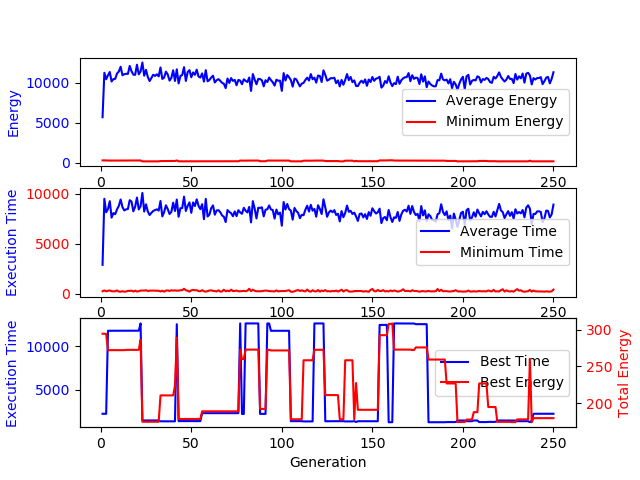 10000
5000
0
Energy
Average Energy
Minimum Energy
0 50 100 150 200 250
10000
5000
0
Execution Time
Average Time
Minimum Time
0 50 100 150 200 250
10000
5000
Execution Time
Best Time
Best Energy
300
250
200
Total Energy
0 50 100 150 200 250
Generation